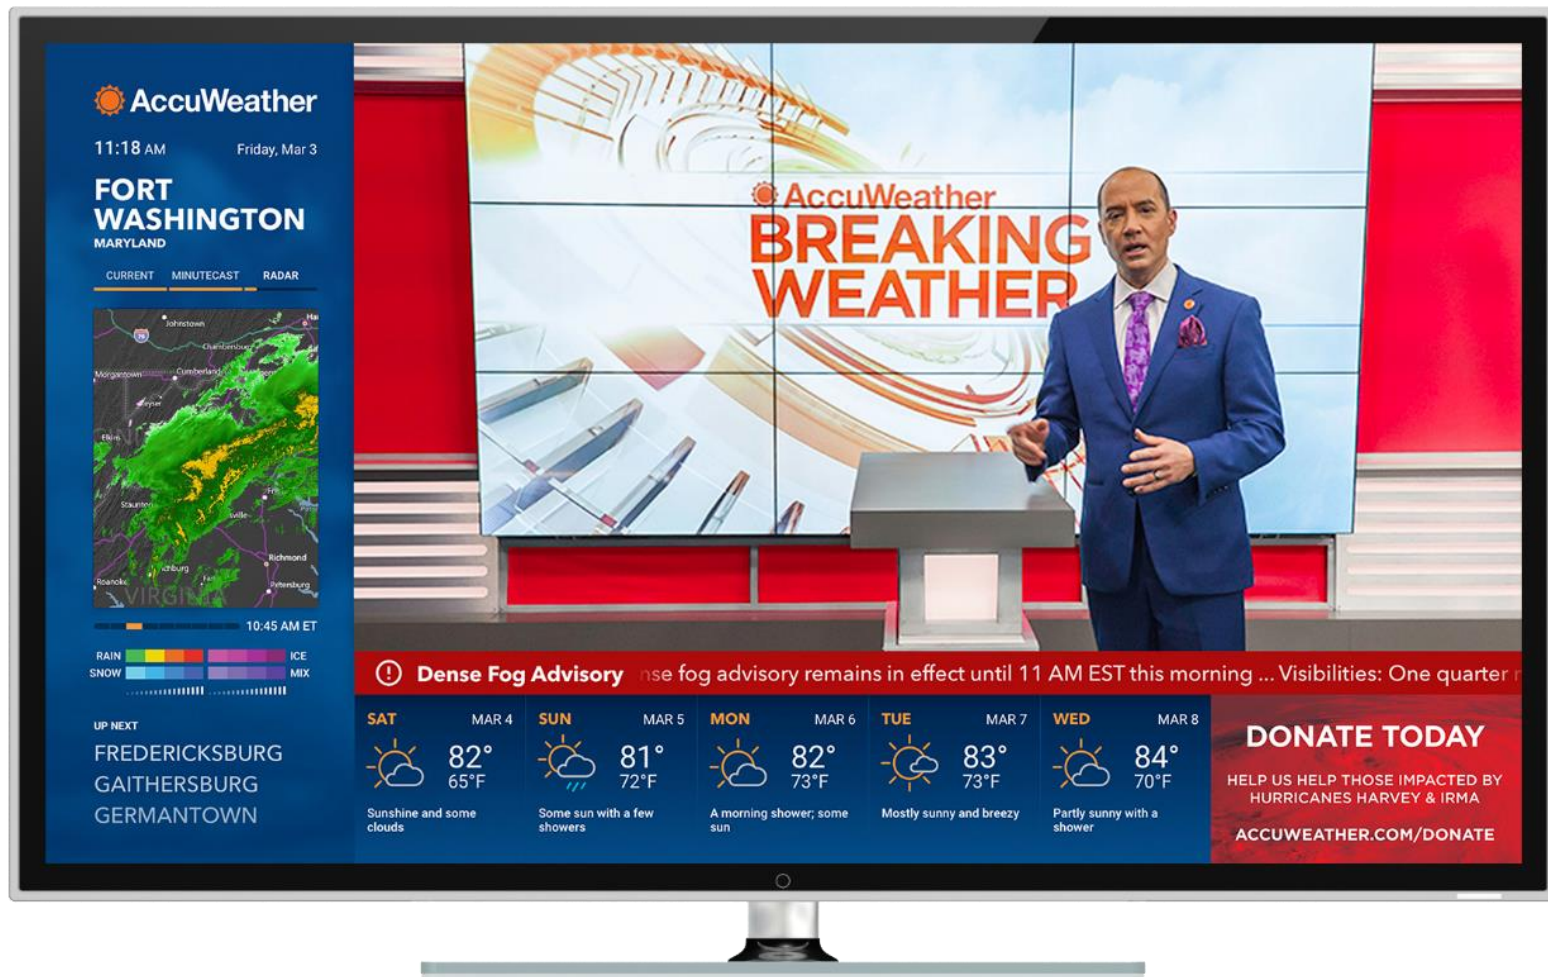 AccuWeather
11:18 AM Friday, Mar 3
FORT
WASHINGTON
MARYLAND
CURRENT MINUTECAST RADAR
Johnstown
76
Cumberland
Morgantown
Elkins
Staunton
Richmond
Roanoke
Petersburg
VIRGINIA
10:45 AM ET
RAIN ICE
SNOW MIX
UP NEXT
FREDERICKSBURG
GAITHERSBURG
GERMANTOWN
AccuWeather
BREAKING
WEATHER
Dense Fog Advisory nse fog advisory remains in effect until 11 AM EST this morning ... Visibilities: One quarter
SAT MAR 4
82°
65°F
Sunshine and some
clouds
SUN MAR 5
81°
72°F
Some sun with a few
showers
MON MAR 6
82°
73°F
A morning shower; some
sun
TUE MAR 7
83°
73°F
Mostly sunny and breezy
WED MAR 8
84°
70°F
Partly sunny with a
shower
DONATE TODAY
HELP US HELP THOSE IMPACTED BY
HURRICANES HARVEY & IRMA
ACCUWEATHER.COM/DONATE